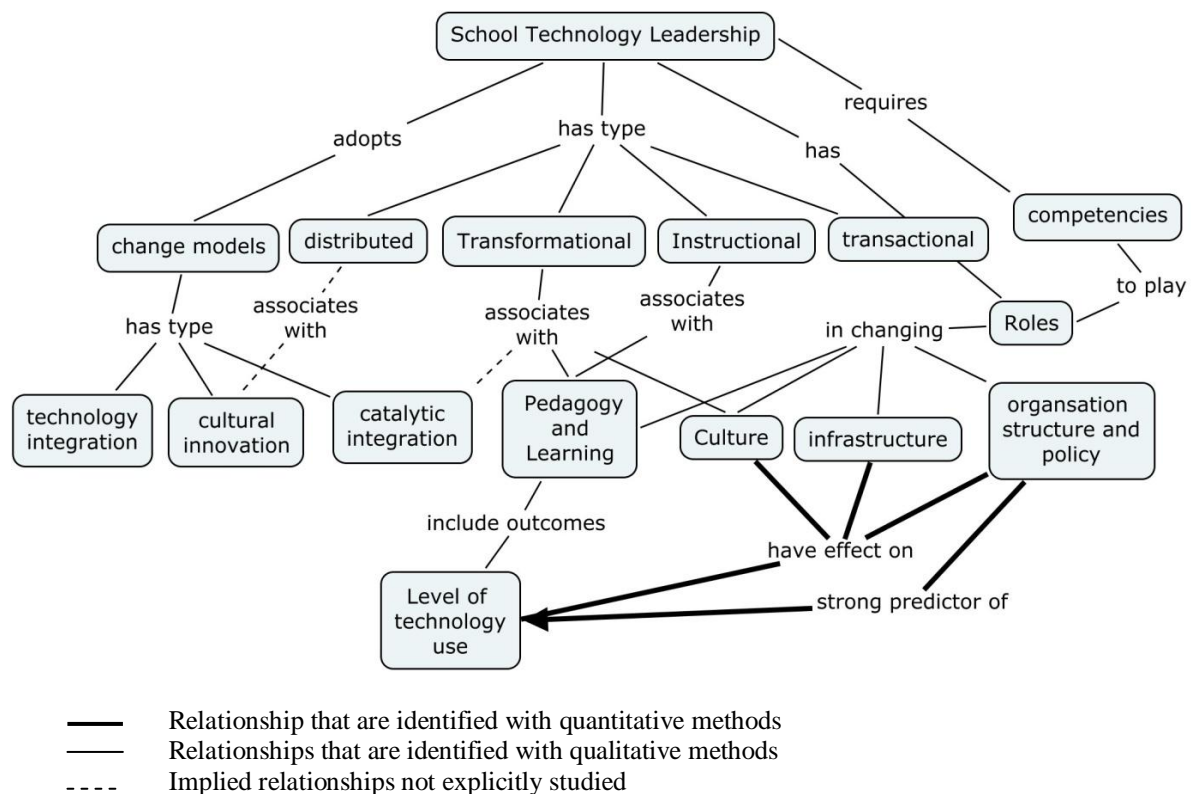 School Technology Leadership
requires
adopts
has type
has
change models
distributed
Transformational
Instructional
transactional
competencies
associates
with
associates
with
associates
with
to play
has type
in changing
Roles
technology
integration
cultural
innovation
catalytic
integration
Pedagogy
and
Learning
Culture
infrastructure
organsation
structure and
policy
include outcomes
have effect on
strong predictor of
Level of
technology
use
Relationship that are identified with quantitative methods
Relationships that are identified with qualitative methods
Implied relationships not explicitly studied